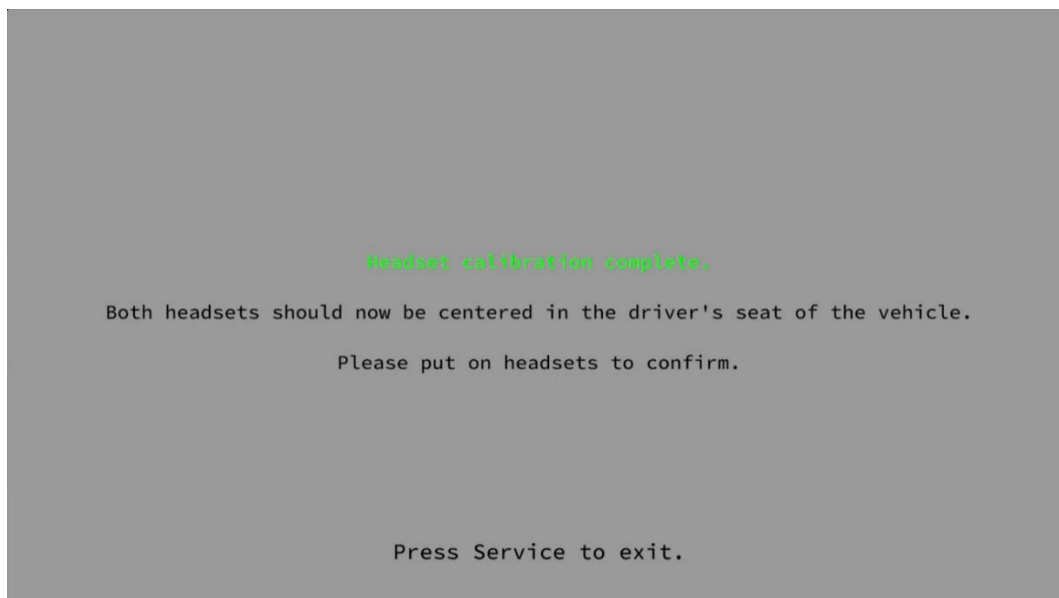 Headset calibration complete.
Both headsets should now be centered in the driver's seat of the vehicle.
Please put on headsets to confirm.
Press Service to exit.